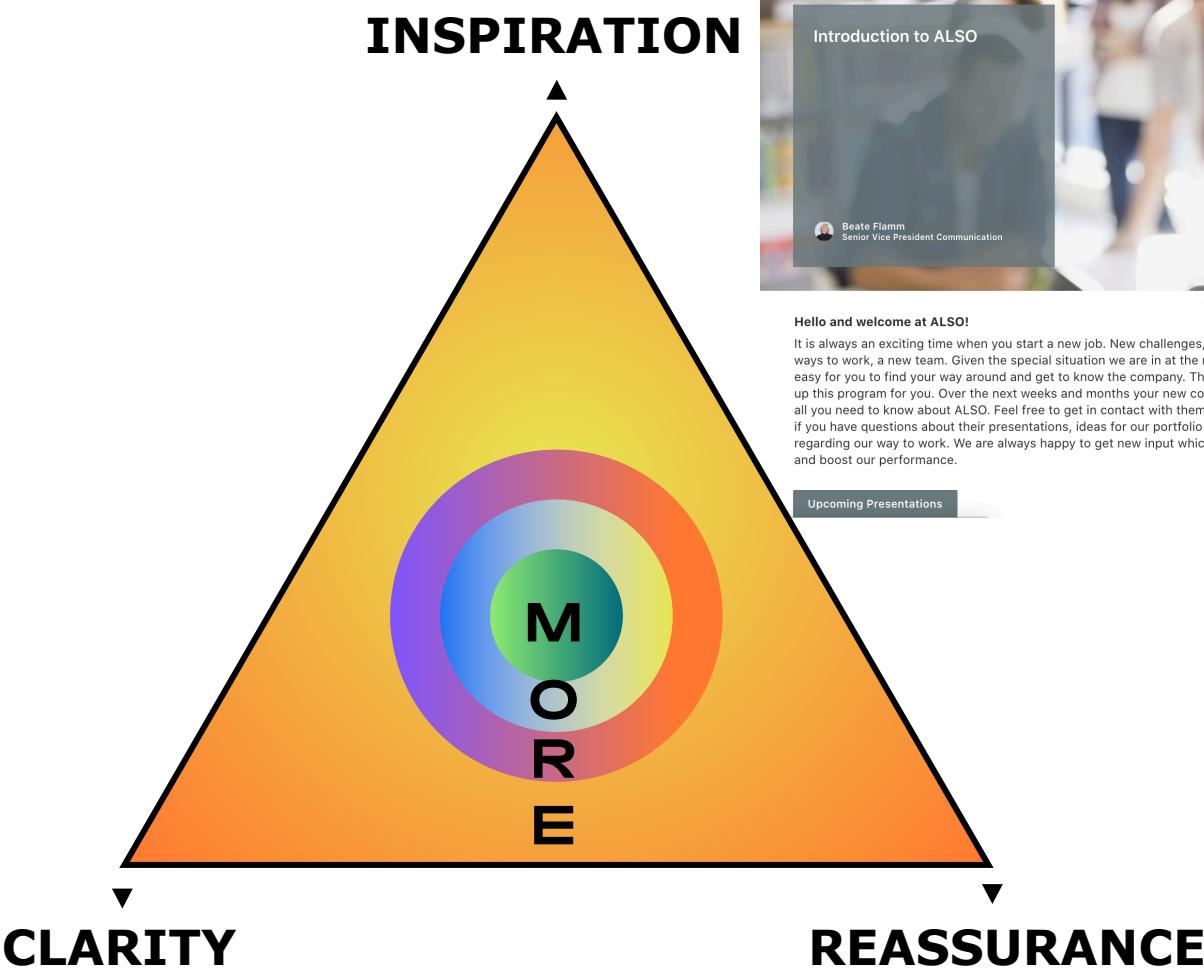 INSPIRATION
Introduction to ALSO
Beate Flamm
Senior Vice President Communication
Hello and welcome at ALSO!
It is always an exciting time when you start a new job. New challenges,
ways to work, a new team. Given the special situation we are in at the
easy for you to find your way around and get to know the company.
up this program for you. Over the next weeks and months your new
all you need to know about ALSO. Feel free to get in contact with them
if you have questions about their presentations, ideas for our portfolio
regarding our way to work. We are always happy to get new input
and boost our performance.
Upcoming Presentations
M
O
R
E
CLARITY
REASSURANCE